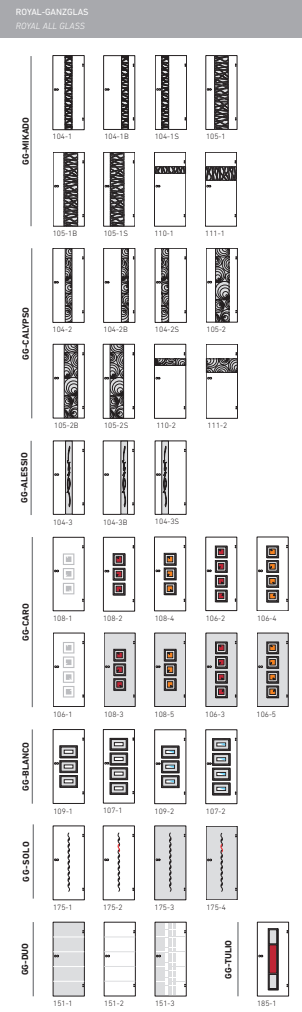 ROYAL-GANZGLAS
ROYAL ALL GLASS
GG-MIKADO
104-1 104-1B 104-1S 105-1
105-1B 105-1S 110-1 111-1
GG-CALYPSO
104-2 104-2B 104-2S 105-2
105-2B 105-2S 110-2 111-2
GG-ALESSIO
104-3 104-3B 104-3S
GG-CARO
108-1 108-2 108-4 106-2 106-4
106-1 108-3 108-5 106-3 106-5
GG-BLANCO
109-1 107-1 109-2 107-2
GG-SOLO
175-1 175-2 175-3 175-4
GG-DUO
151-1 151-2 151-3
GG-TULIO
185-1